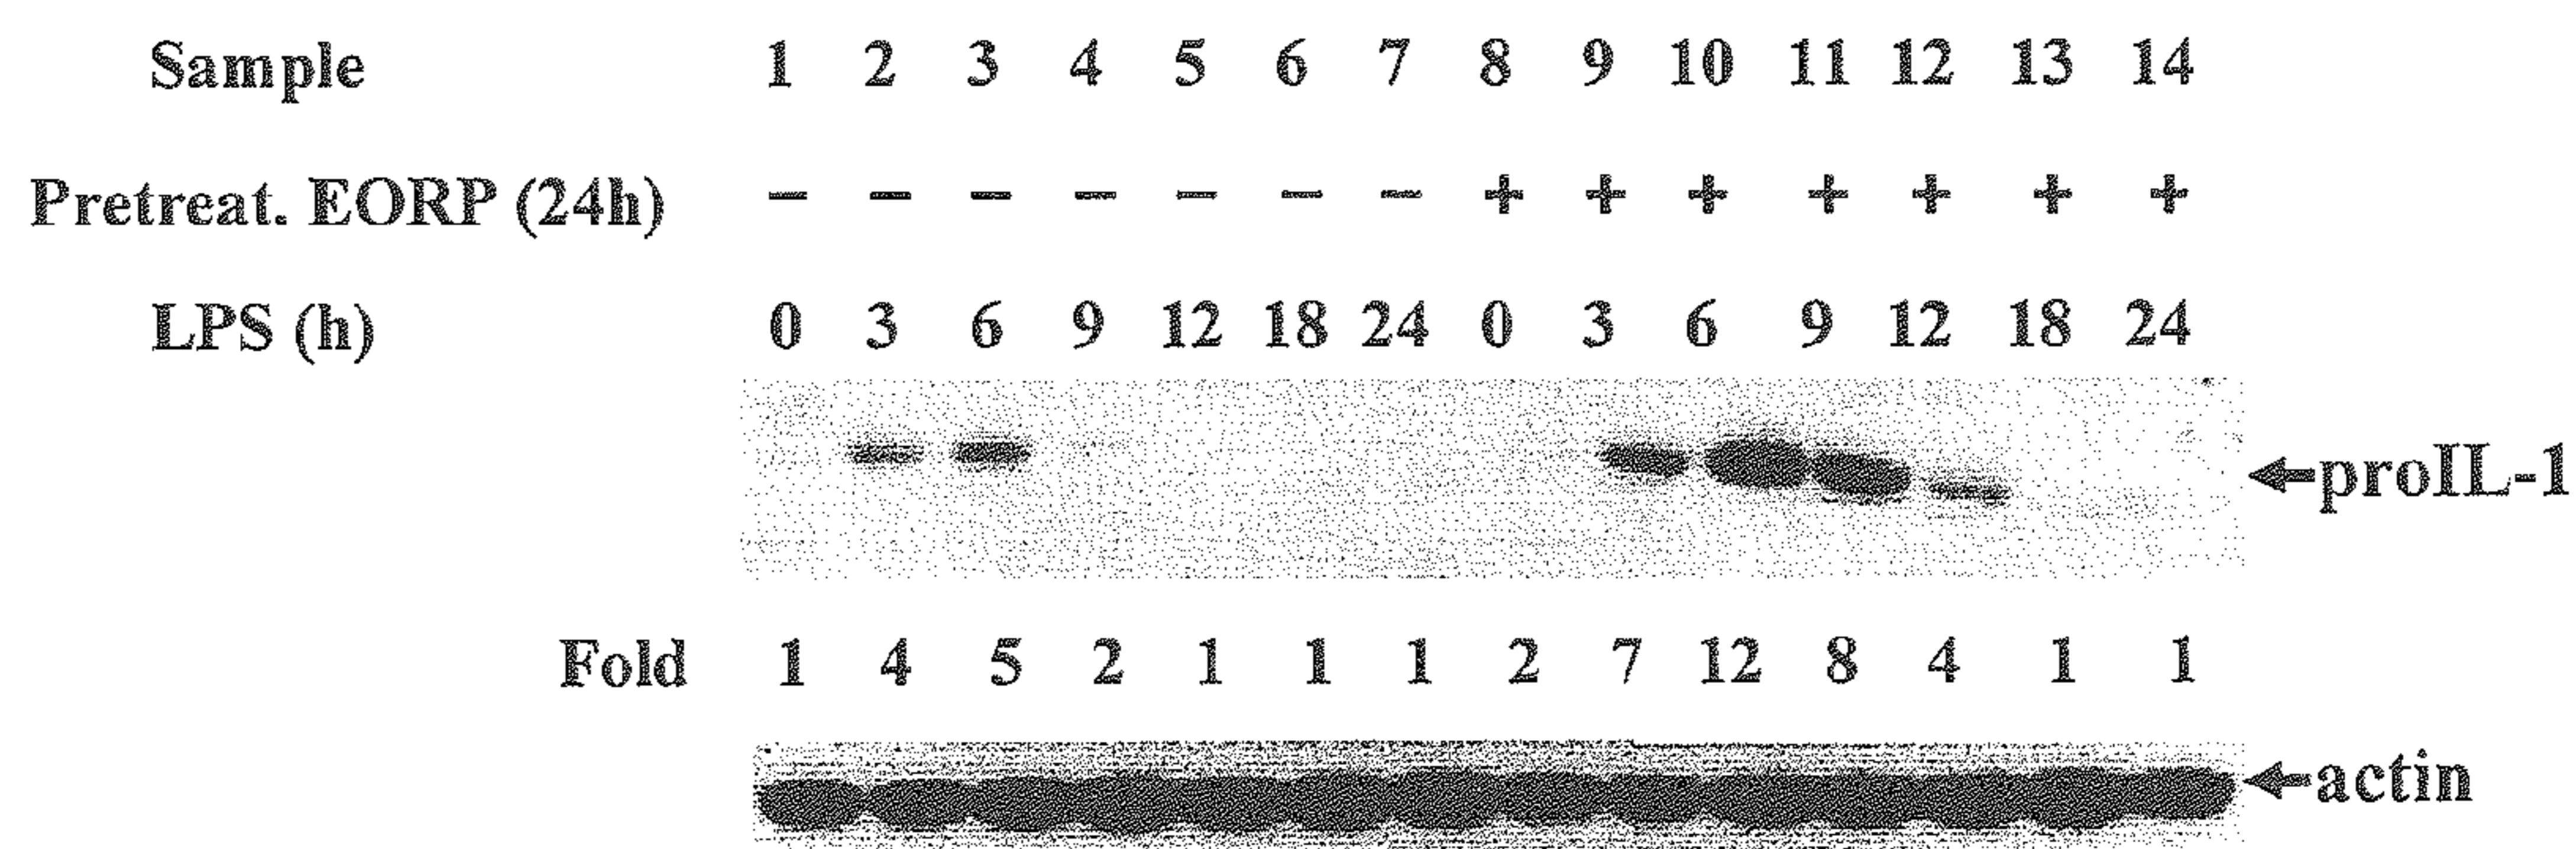 Sample 1 2 3 4 5 6 7 8 9 10 11 12 13 14
Pretreat. EORP (24h) − − − − − − − + + + + + + +
LPS (h) 0 3 6 9 12 18 24 0 3 6 9 12 18 24
proIL-1
Fold 1 4 5 2 1 1 1 2 7 12 8 4 1 1
actin